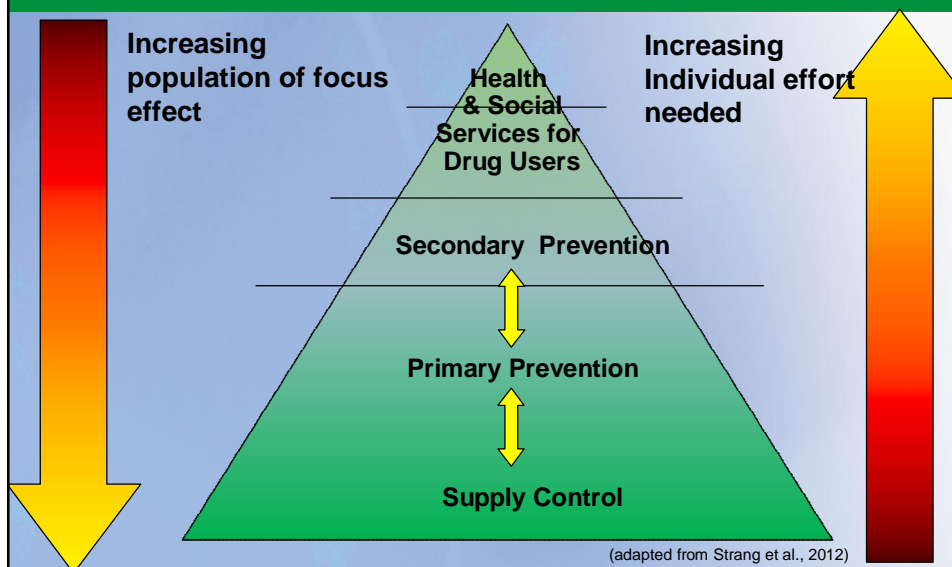 Increasing
population of focus
effect
Increasing
Individual effort
needed
Health
& Social
Services for
Drug Users
Secondary Prevention
Primary Prevention
Supply Control
(adapted from Strang et al., 2012)